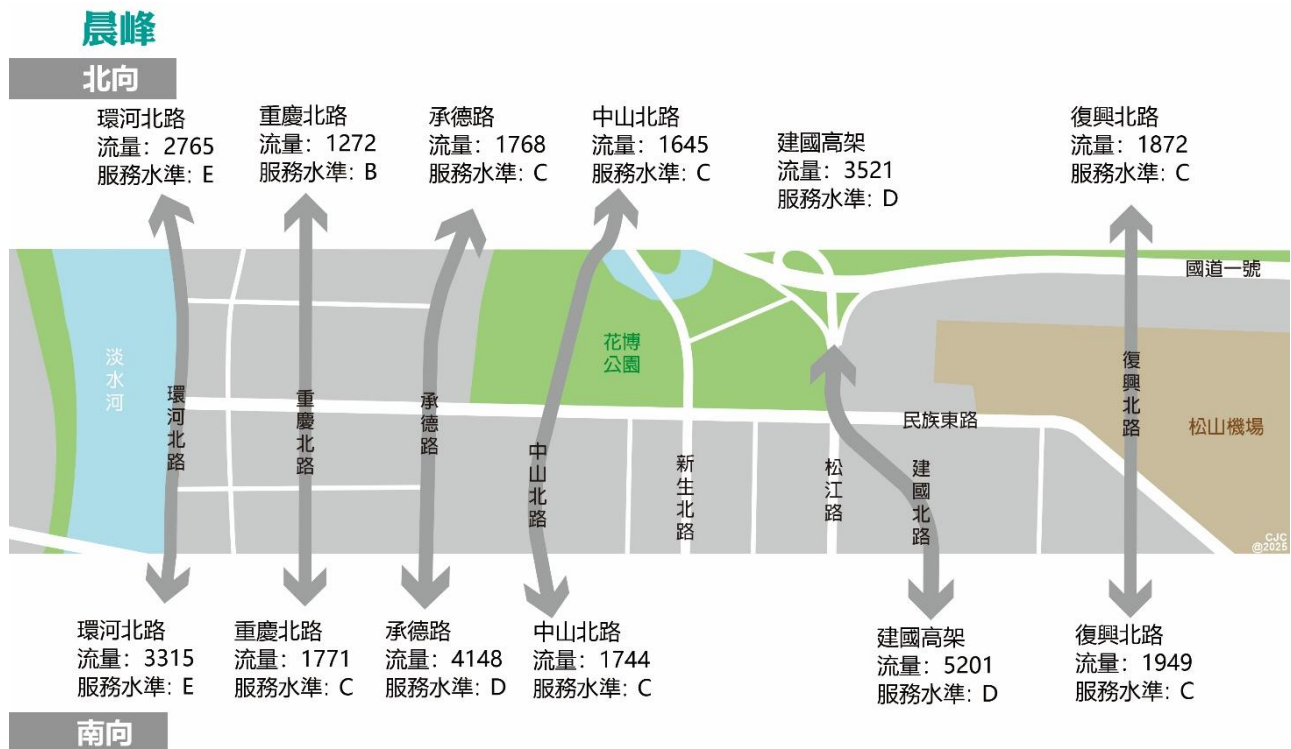 晨峰
北向
環河北路
流量: 2765
服務水準: E
重慶北路
流量: 1272
服務水準: B
承德路
流量: 1768
服務水準: C
中山北路
流量: 1645
服務水準: C
建國高架
流量: 3521
服務水準: D
復興北路
流量: 1872
服務水準: C
國道一號
淡水河
環河北路
重慶北路
承德路
花博
公園
中山北路
新生北路
松江路
建國北路
民族東路
復興北路
松山機場
CJC
@2025
環河北路
流量: 3315
服務水準: E
重慶北路
流量: 1771
服務水準: C
承德路
流量: 4148
服務水準: D
中山北路
流量: 1744
服務水準: C
建國高架
流量: 5201
服務水準: D
復興北路
流量: 1949
服務水準: C
南向